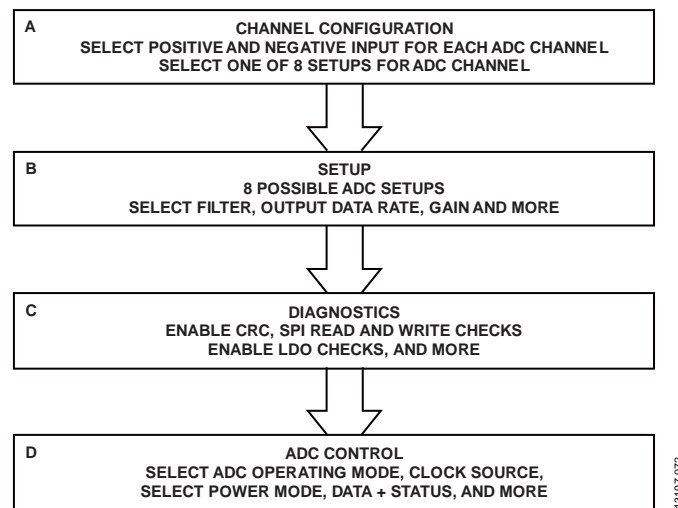 A
CHANNEL CONFIGURATION
SELECT POSITIVE AND NEGATIVE INPUT FOR EACH ADC CHANNEL
SELECT ONE OF 8 SETUPS FOR ADC CHANNEL
B
SETUP
8 POSSIBLE ADC SETUPS
SELECT FILTER, OUTPUT DATA RATE, GAIN AND MORE
C
DIAGNOSTICS
ENABLE CRC, SPI READ AND WRITE CHECKS
ENABLE LDO CHECKS, AND MORE
D
ADC CONTROL
SELECT ADC OPERATING MODE, CLOCK SOURCE,
SELECT POWER MODE, DATA + STATUS, AND MORE